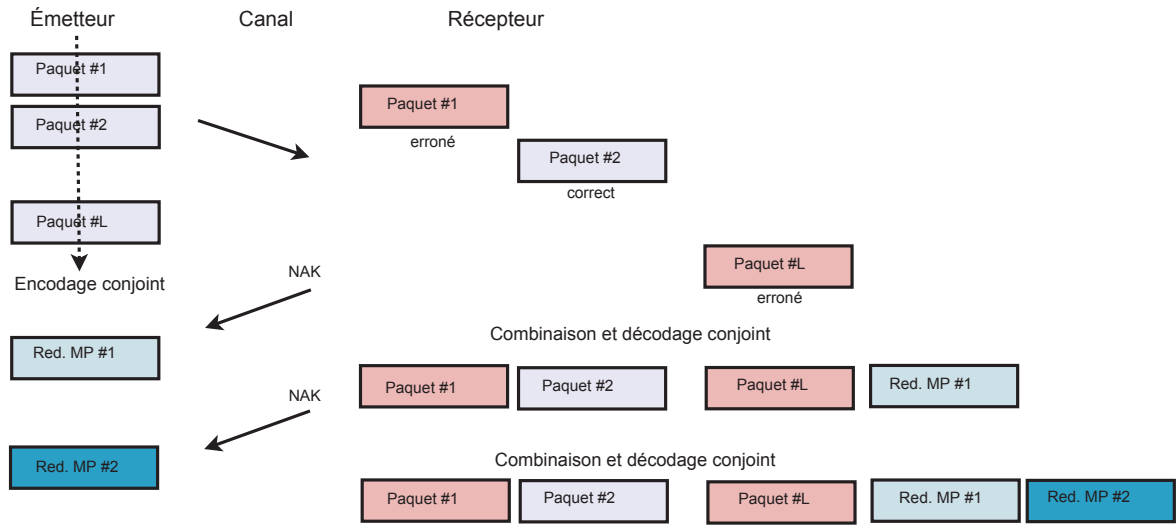 Émetteur
Canal
Récepteur
Paquet #1
Paquet #2
Paquet #L
Encodage conjoint
Paquet #1
erroné
Paquet #2
correct
Paquet #L
erroné
NAK
Red. MP #1
Combinaison et décodage conjoint
Paquet #1
Paquet #2
Paquet #L
Red. MP #1
NAK
Red. MP #2
Combinaison et décodage conjoint
Paquet #1
Paquet #2
Paquet #L
Red. MP #1
Red. MP #2